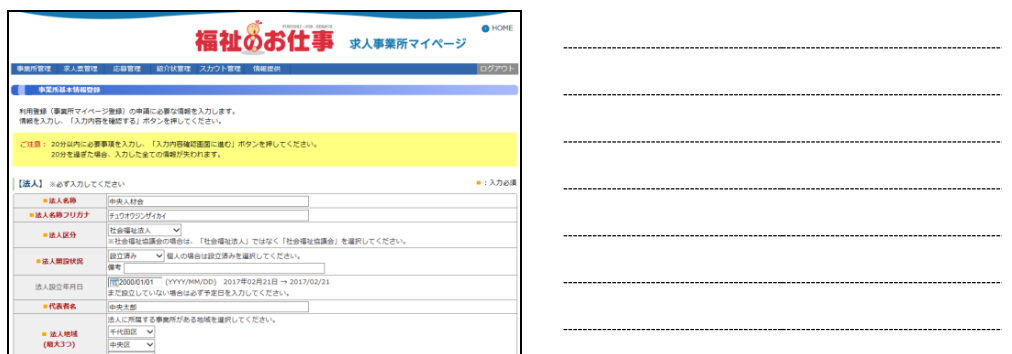 HOME
福祉のお仕事 求人事業所マイページ
事業所管理 求人票管理 応募管理 紹介状管理 スカウト管理 情報提供 ログアウト
事業所基本情報登録
利用登録（事業所マイページ登録）の申請に必要な情報を入力します。
情報を入力し、「入力内容を確認する」ボタンを押してください。
ご注意： 20分以内に必要事項を入力し、「入力内容確認画面に進む」ボタンを押してください。
20分を過ぎた場合、入力した全ての情報が失われます。
【法人】 ※必ず入力してください ■：入力必須
■法人名称 中央人材会
■法人名称フリガナ チュウオウジンザイカイ
■法人区分 社会福祉法人
※社会福祉協議会の場合は、「社会福祉法人」ではなく「社会福祉協議会」を選択してください。
■法人開設状況 設立済み 個人の場合は設立済みを選択してください。
備考
法人設立年月日 2000/01/01 (YYYY/MM/DD) 2017年02月21日 → 2017/02/21
まだ設立していない場合は必ず予定日を入力してください。
■代表者名 中央太郎
法人に所属する事業所がある地域を選択してください。
■法人地域 千代田区
(最大3つ) 中央区